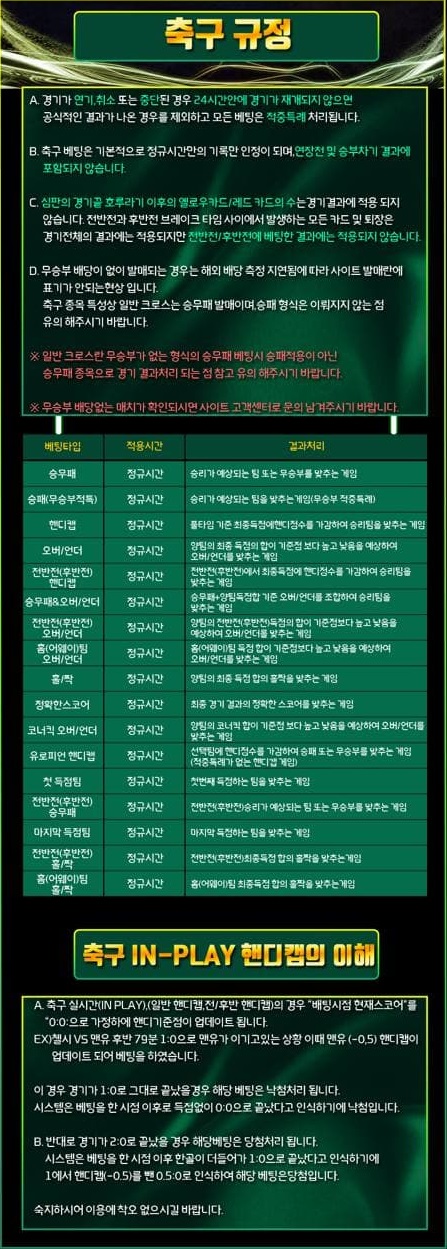 축구 규정
A. 경기가 연기,취소 또는 중단된 경우 24시간안에 경기가 재개되지 않으면
공식적인 결과가 나온 경우를 제외하고 모든 베팅은 적중특례 처리됩니다.
B. 축구 베팅은 기본적으로 정규시간만의 기록만 인정이 되며,연장전 및 승부차기 결과에
포함되지 않습니다.
C. 심판의 경기끝 호루라기 이후의 옐로우카드/레드 카드의 수는경기결과에 적용 되지
않습니다. 전반전과 후반전 브레이크 타임 사이에서 발생하는 모든 카드 및 퇴장은
경기전체의 결과에는 적용되지만 전반전/후반전에 베팅한 결과에는 적용되지 않습니다.
D. 무승부 배당이 없이 발매되는 경우는 해외 배당 측정 지연됨에 따라 사이트 발매란에
표기가 안되는현상 입니다.
축구 종목 특성상 일반 크로스는 승무패 발매이며,승패 형식은 이뤄지지 않는 점
유의 해주시기 바랍니다.
※ 일반 크로스란 무승부가 없는 형식의 승무패 베팅시 승패적용이 아닌
승무패 종목으로 경기 결과처리 되는 점 참고 유의 해주시기 바랍니다.
※ 무승부 배당없는 매치가 확인되시면 사이트 고객센터로 문의 남겨주시기 바랍니다.
베팅타입 적용시간 결과처리
승무패 정규시간 승리가 예상되는 팀 또는 무승부를 맞추는 게임
승패(무승부적특) 정규시간 승리가 예상되는 팀을 맞추는게임(무승부 적중특례)
핸디캡 정규시간 풀타임 기준 최종득점에핸디점수를 가감하여 승리팀을 맞추는 게임
오버/언더 정규시간 양팀의 최종 득점의 합이 기준점 보다 높고 낮음을 예상하여
오버/언더를 맞추는 게임
전반전(후반전)
핸디캡 정규시간 전반전(후반전)에서 최종득점에 핸디점수를 가감하여 승리팀을
맞추는 게임
승무패&오버/언더 정규시간 승무패+양팀득점합 기준 오버/언더를 조합하여 승리팀을
맞추는 게임
전반전(후반전)
오버/언더 정규시간 양팀의 전반전(후반전)득점의 합이 기준점보다 높고 낮음을
예상하여 오버/언더를 맞추는 게임
홈(어웨이)팀
오버/언더 정규시간 홈(어웨이)팀 득점 합이 기준점보다 높고 낮음을 예상하여
오버/언더를 맞추는 게임
홀/짝 정규시간 양팀의 최종 득점 합의 홀짝을 맞추는 게임
정확한스코어 정규시간 최종 경기 결과의 정확한 스코어를 맞추는 게임
코너킥 오버/언더 정규시간 양팀의 코너킥 합이 기준점 보다 높고 낮음을 예상하여 오버/언더를
맞추는 게임
유로피언 핸디캡 정규시간 선택팀에 핸디점수를 가감하여 승패 또는 무승부를 맞추는 게임
(적중특례가 없는 핸디캡 게임)
첫 득점팀 정규시간 첫번째 득점하는 팀을 맞추는 게임
전반전(후반전)
승무패 정규시간 전반전(후반전)승리가 예상되는 팀 또는 무승부를 맞추는 게임
마지막 득점팀 정규시간 마지막 득점하는 팀을 맞추는 게임
전반전(후반전)
홀/짝 정규시간 전반전(후반전)최종득점 합의 홀짝을 맞추는게임
홈(어웨이)팀
홀/짝 정규시간 홈(어웨이)팀 최종득점 합의 홀짝을 맞추는게임
축구 IN-PLAY 핸디캡의 이해
A. 축구 실시간(IN PLAY),(일반 핸디캡,전/후반 핸디캡)의 경우 "배팅시점 현재스코어"를
"0:0:으로 가정하에 핸디기준점이 업데이트 됩니다.
EX)첼시 VS 맨유 후반 79분 1:0으로 맨유가 이기고있는 상황 이때 맨유 (-0,5) 핸디캡이
업데이트 되어 베팅을 하였습니다.
이 경우 경기가 1:0로 그대로 끝났을경우 해당 베팅은 낙첨처리 됩니다.
시스템은 베팅을 한 시점 이후로 득점없이 0:0으로 끝났다고 인식하기에 낙첨입니다.
B. 반대로 경기가 2:0로 끝났을 경우 해당베팅은 당첨처리 됩니다.
시스템은 베팅을 한 시점 이후 한골이 더들어가 1:0으로 끝났다고 인식하기에
1에서 핸디캡(-0.5)를 뺀 0.5:0로 인식하여 해당 베팅은당첨입니다.
숙지하시어 이용에 착오 없으시길 바랍니다.